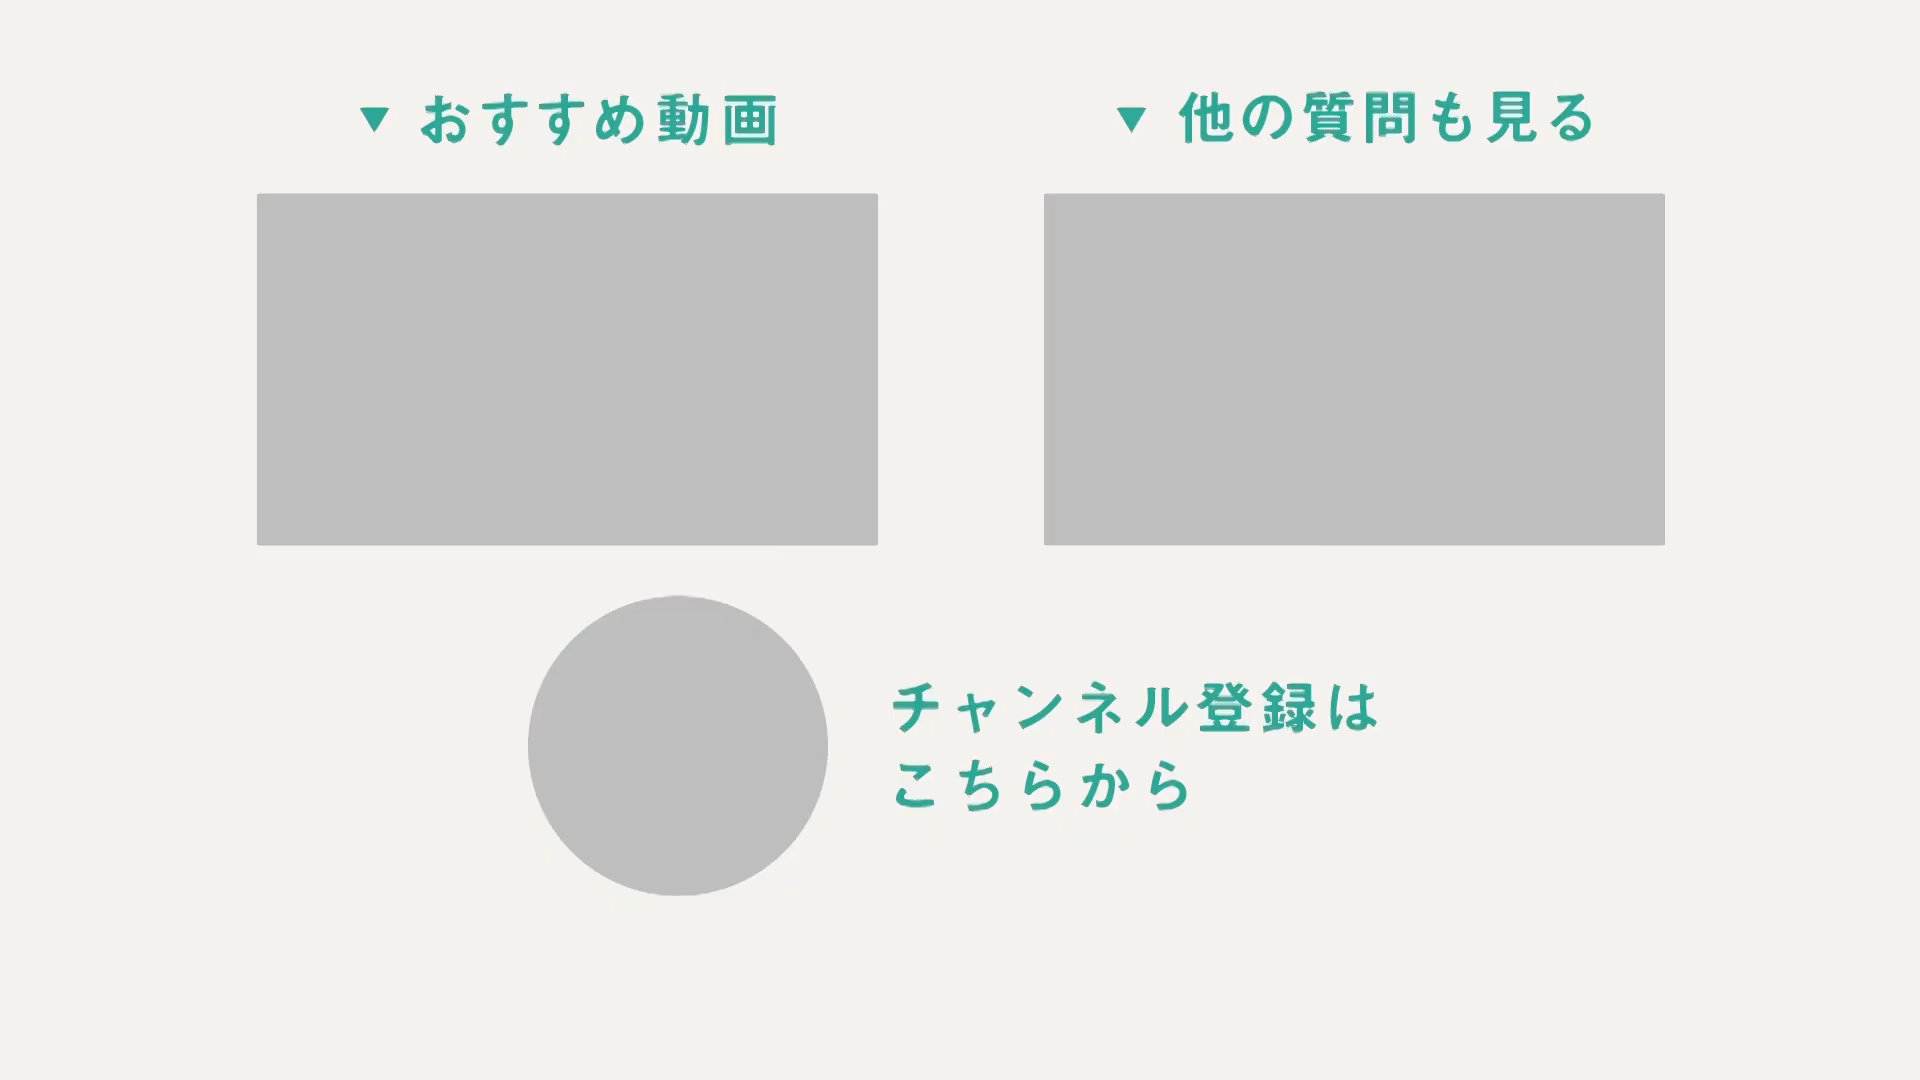 ▼ おすすめ動画
▼ 他の質問も見る
チャンネル登録は
こちらから